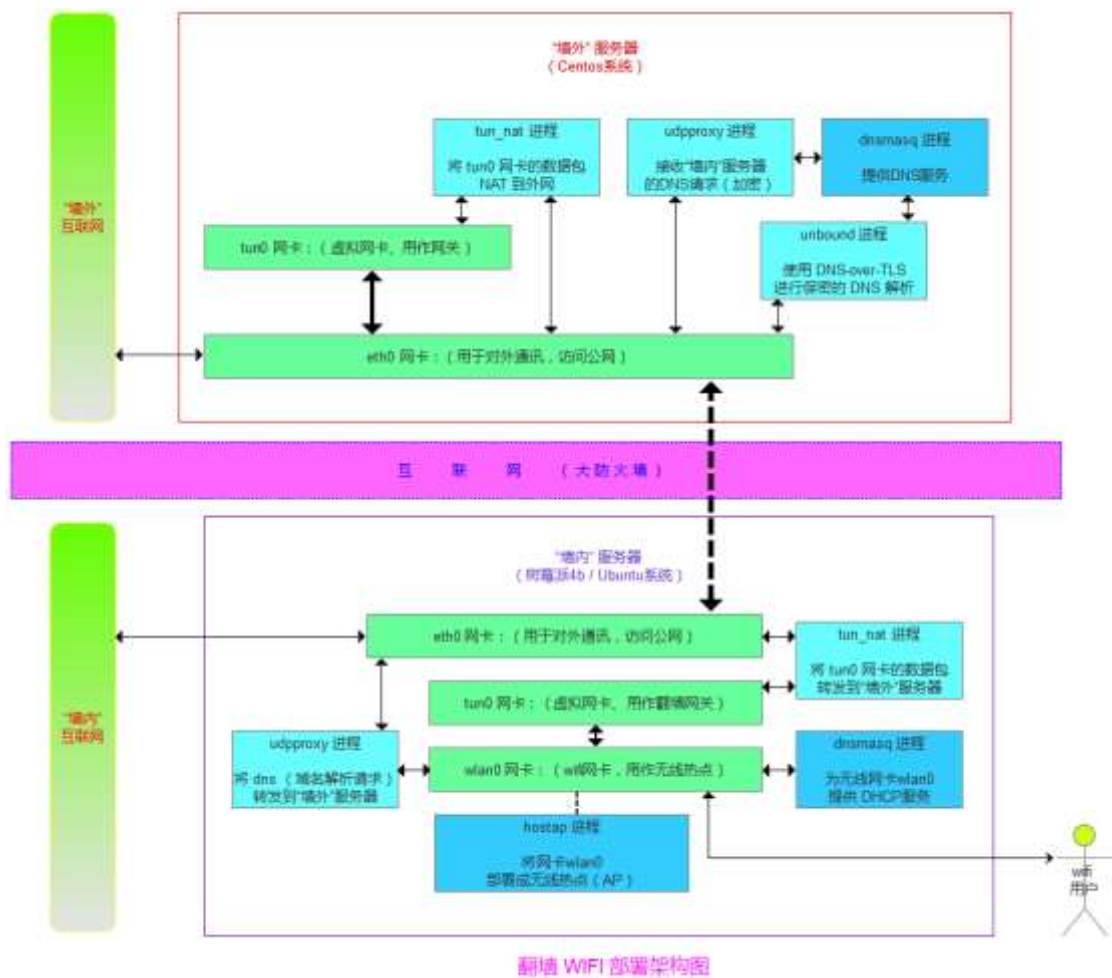 “墙外” 服务器
（Centos系统）
tun_nat 进程
将 tun0 网卡的数据包
NAT 到外网
udpproxy 进程
接收“墙内”服务器
的DNS请求（加密）
dnsmasq 进程
提供DNS服务
“墙外”
互联网
tun0 网卡：（虚拟网卡、用作网关）
unbound 进程
使用 DNS-over-TLS
进行保密的 DNS 解析
eth0 网卡：（用于对外通讯，访问公网）
互 联 网 （大防火墙）
“墙内” 服务器
（树莓派4b / Ubuntu系统）
eth0 网卡：（用于对外通讯，访问公网）
tun_nat 进程
将 tun0 网卡的数据包
转发到“墙外”服务器
tun0 网卡：（虚拟网卡、用作翻墙网关）
“墙内”
互联网
udpproxy 进程
将 dns （域名解析请求）
转发到“墙外”服务器
wlan0 网卡：（wifi网卡，用作无线热点）
dnsmasq 进程
为无线网卡wlan0
提供 DHCP服务
hostap 进程
将网卡wlan0
部署成无线热点（AP）
wifi
用户
翻墙 WIFI 部署架构图